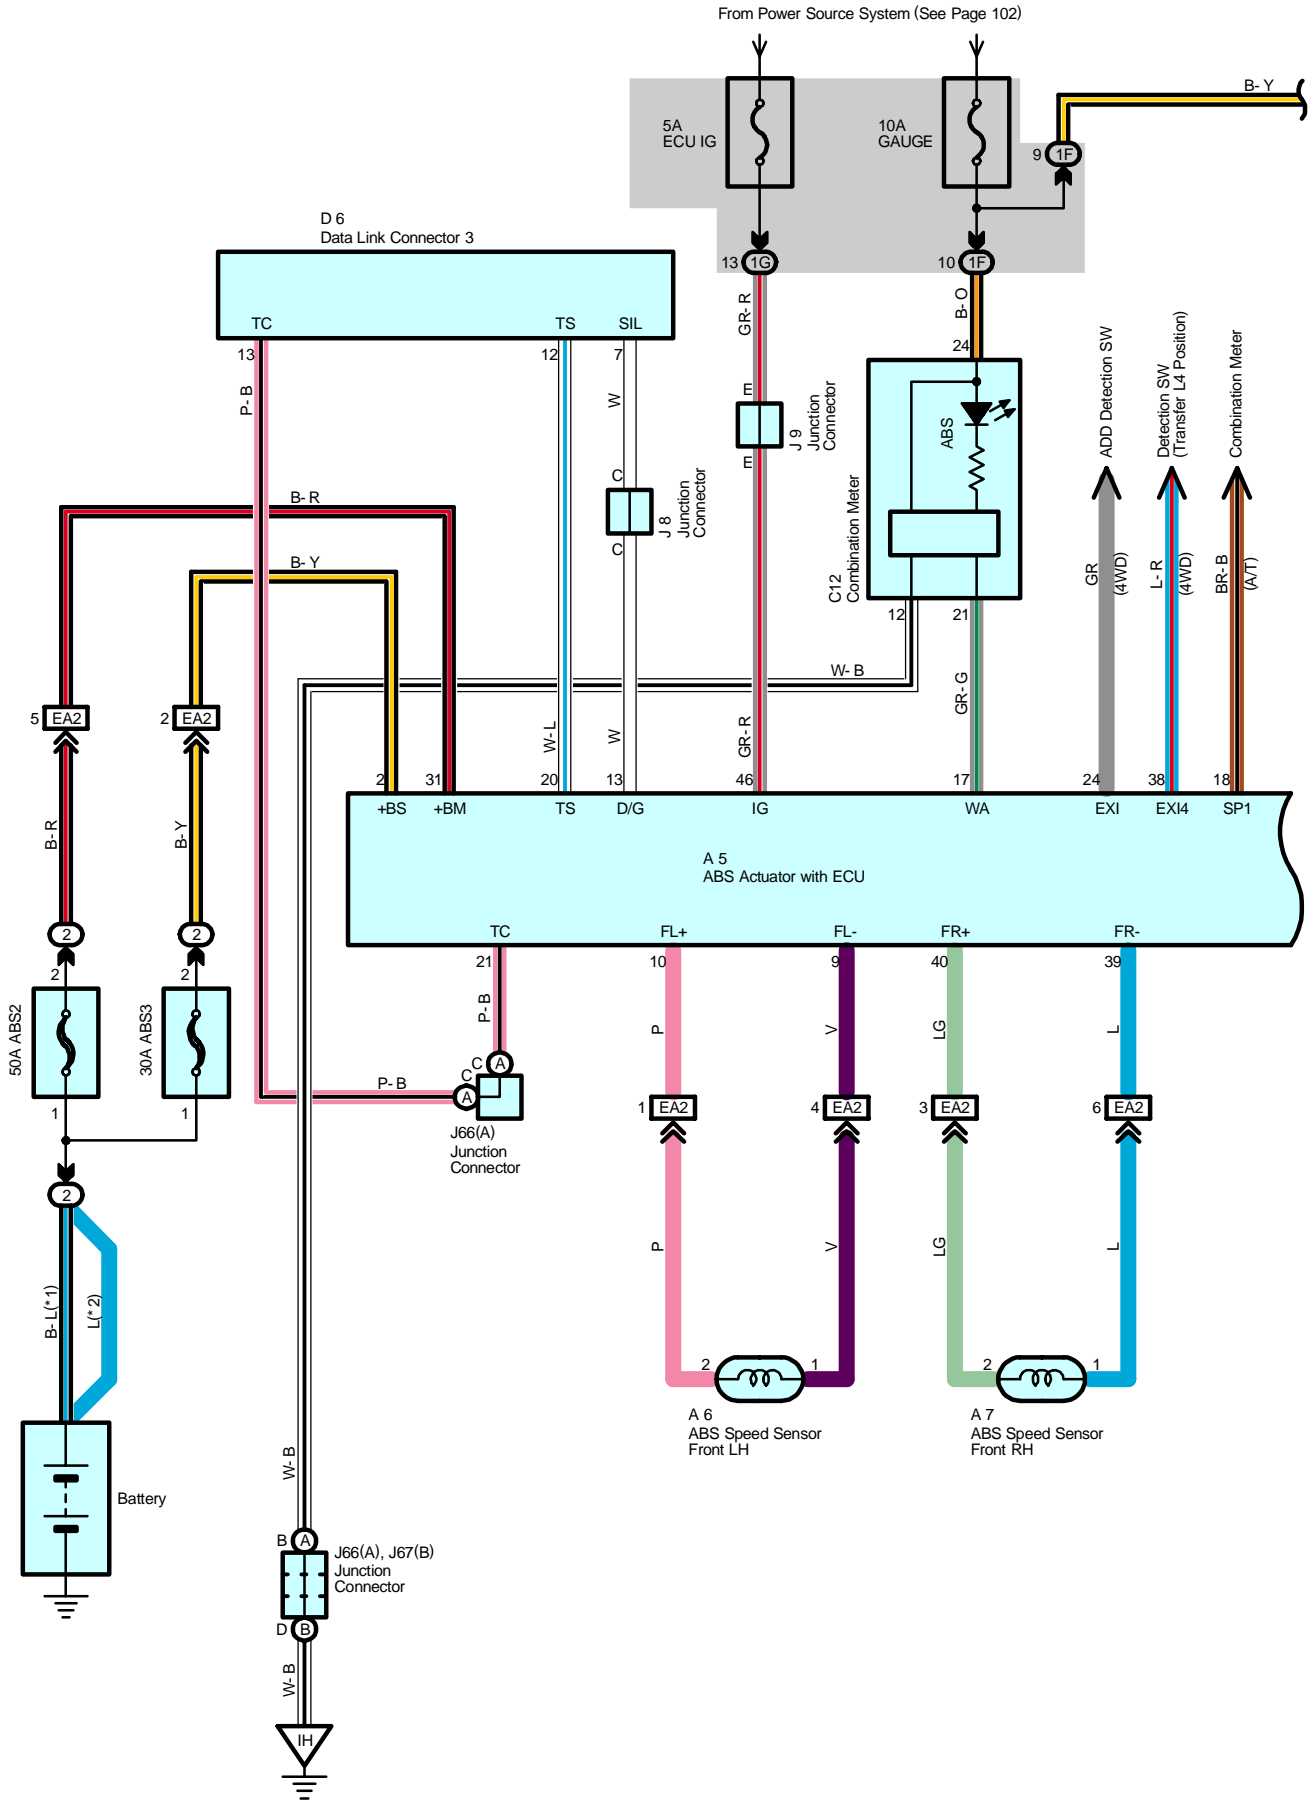 From Power Source System (See Page 102)
B- Y
5A
ECU IG
10A
GAUGE
9 1F
D 6
Data Link Connector 3
13 1G
10 1F
TC
TS
SIL
GR- R
B- O
13
12
7
24
P- B
W
E
J 9
Junction
Connector
E
ABS
ADD Detection SW
Detection SW
(Transfer L4 Position)
Combination Meter
C
J 8
Junction
Connector
C
B- R
B- Y
C12
Combination Meter
GR
(4WD)
L- R
(4WD)
BR- B
(A/T)
12
21
W- B
GR- G
5 EA2
2 EA2
W- L
W
GR- R
2
31
20
13
46
17
24
38
18
+BS
+BM
TS
D/G
IG
WA
EXI
EXI4
SP1
B- R
B- Y
A 5
ABS Actuator with ECU
2
2
TC
FL+
FL-
FR+
FR-
2
2
21
10
9
40
39
50A ABS2
30A ABS3
P- B
P
V
LG
L
C A
C
A
P- B
1
1
1 EA2
4 EA2
3 EA2
6 EA2
J66(A)
Junction
Connector
2
B- L(* 1)
L(* 2)
P
V
LG
L
2
1
2
1
A 6
ABS Speed Sensor
Front LH
A 7
ABS Speed Sensor
Front RH
W- B
Battery
B A
J66(A), J67(B)
Junction
Connector
D B
W- B
IH